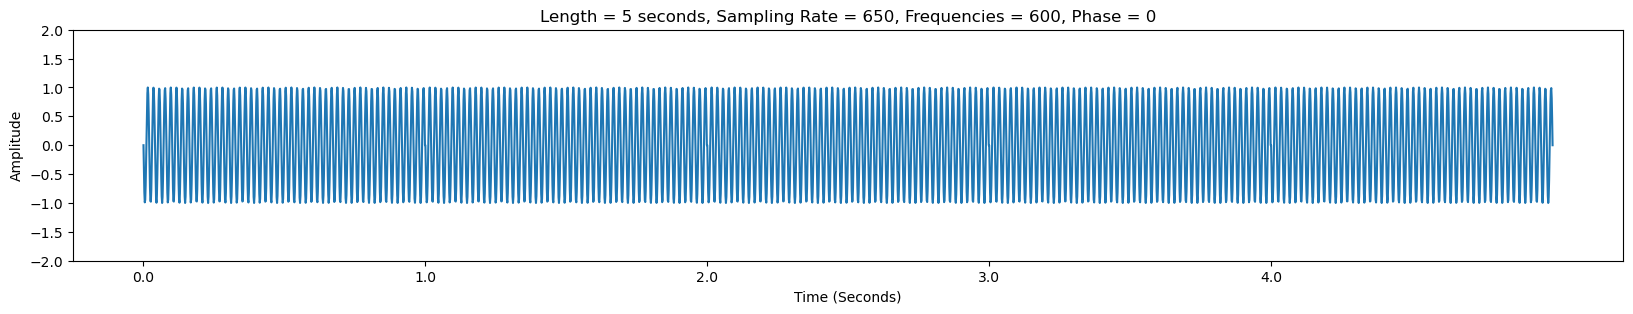 Length = 5 seconds, Sampling Rate = 650, Frequencies = 600, Phase = 0
2.0
1.5
1.0
0.5
0.0
−0.5
−1.0
−1.5
−2.0
Amplitude
0.0 1.0 2.0 3.0 4.0
Time (Seconds)